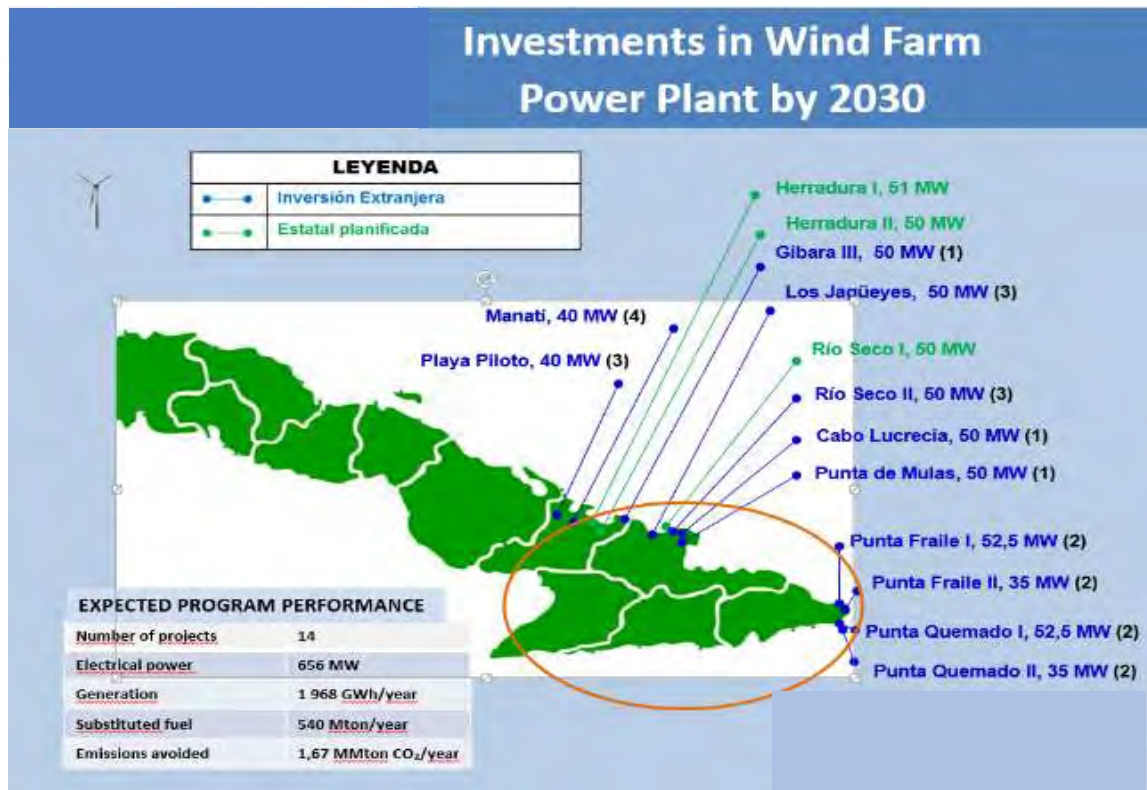 Investments in Wind Farm
Power Plant by 2030
LEYENDA
Inversión Extranjera
Estatal planificada
Herradura I, 51 MW
Herradura II, 50 MW
Gibara III, 50 MW (1)
Los Janüeyes, 50 MW (3)
Manatí, 40 MW (4)
Playa Piloto, 40 MW (3)
Río Seco I, 50 MW
Río Seco II, 50 MW (3)
Cabo Lucrecia, 50 MW (1)
Punta de Mulas, 50 MW (1)
Punta Fraile I, 52,5 MW (2)
Punta Fraile II, 35 MW (2)
Punta Quemado I, 52,5 MW (2)
Punta Quemado II, 35 MW (2)
EXPECTED PROGRAM PERFORMANCE
Number of projects 14
Electrical power 656 MW
Generation 1 968 GWh/year
Substituted fuel 540 Mton/year
Emissions avoided 1,67 MMton CO₂/year